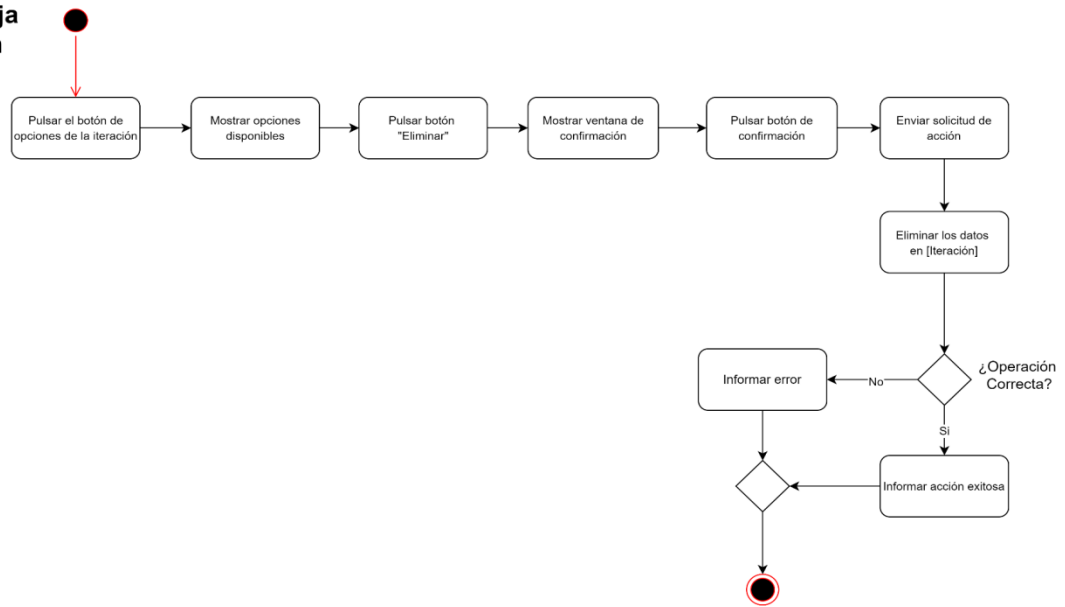 Pulsar el botón de
opciones de la iteración
Mostrar opciones
disponibles
Pulsar botón
"Eliminar"
Mostrar ventana de
confirmación
Pulsar botón de
confirmación
Enviar solicitud de
acción
Eliminar los datos
en [Iteración]
¿Operación
Correcta?
No
Informar error
Si
Informar acción exitosa